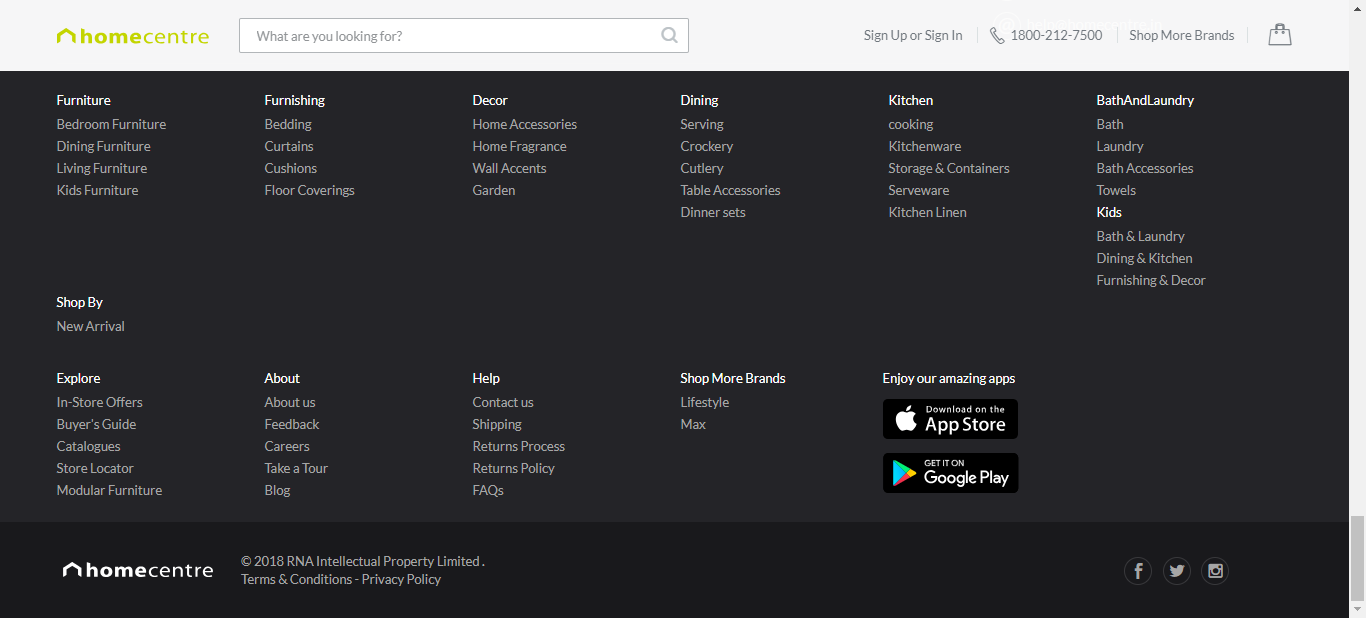 homecentre
What are you looking for?
Sign Up or Sign In
1800-212-7500
Shop More Brands
Furniture
Bedroom Furniture
Dining Furniture
Living Furniture
Kids Furniture
Furnishing
Bedding
Curtains
Cushions
Floor Coverings
Decor
Home Accessories
Home Fragrance
Wall Accents
Garden
Dining
Serving
Crockery
Cutlery
Table Accessories
Dinner sets
Kitchen
cooking
Kitchenware
Storage & Containers
Serveware
Kitchen Linen
BathAndLaundry
Bath
Laundry
Bath Accessories
Towels
Kids
Bath & Laundry
Dining & Kitchen
Furnishing & Decor
Shop By
New Arrival
Explore
In-Store Offers
Buyer's Guide
Catalogues
Store Locator
Modular Furniture
About
About us
Feedback
Careers
Take a Tour
Blog
Help
Contact us
Shipping
Returns Process
Returns Policy
FAQs
Shop More Brands
Lifestyle
Max
Enjoy our amazing apps
Download on the
App Store
GET IT ON
Google Play
homecentre
© 2018 RNA Intellectual Property Limited .
Terms & Conditions - Privacy Policy